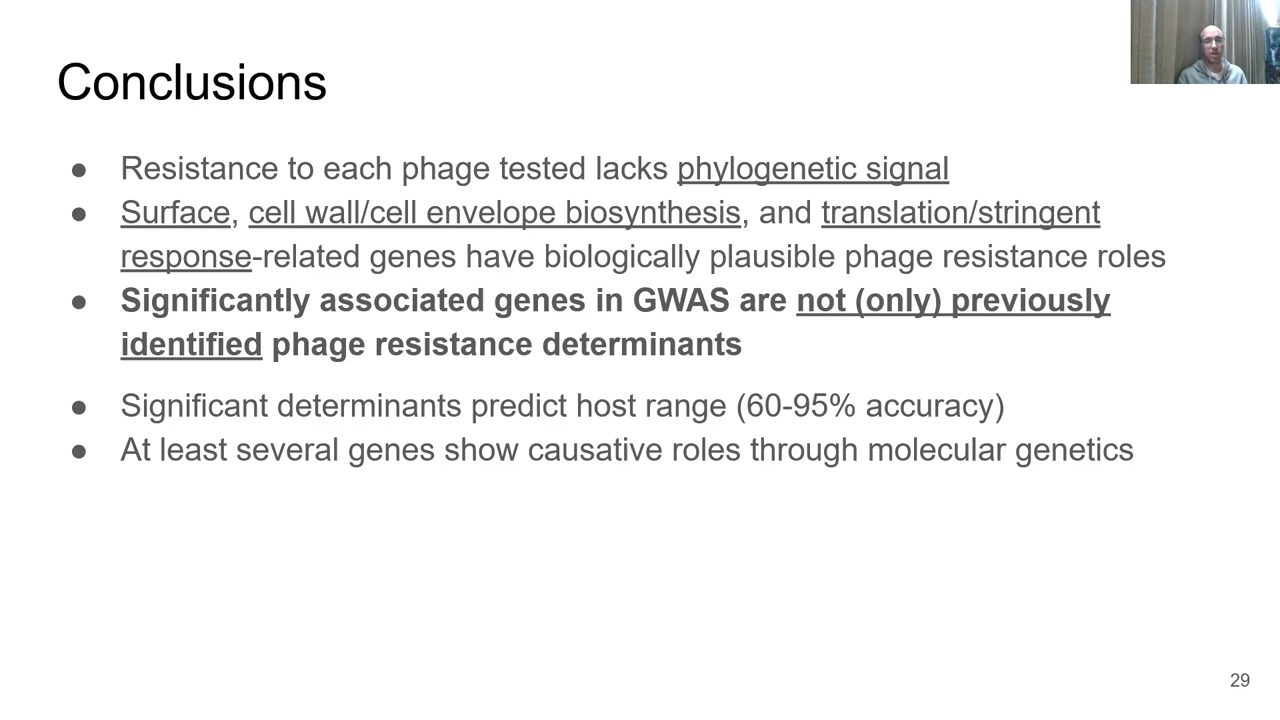 Conclusions
● Resistance to each phage tested lacks phylogenetic signal
● Surface, cell wall/cell envelope biosynthesis, and translation/stringent
response-related genes have biologically plausible phage resistance roles
● Significantly associated genes in GWAS are not (only) previously
identified phage resistance determinants
● Significant determinants predict host range (60-95% accuracy)
● At least several genes show causative roles through molecular genetics
29